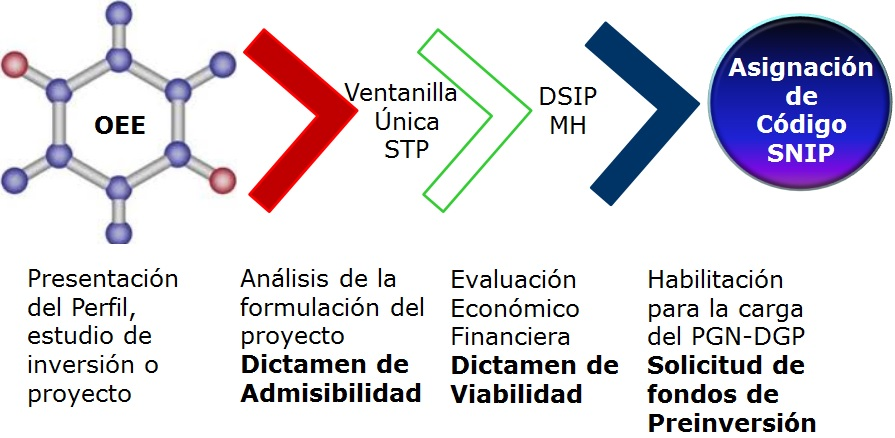 OEE
Ventanilla
Única
STP
DSIP
MH
Asignación
de
Código
SNIP
Presentación
del Perfil,
estudio de
inversión o
proyecto
Análisis de la
formulación del
proyecto
Dictamen de
Admisibilidad
Evaluación
Económico
Financiera
Dictamen de
Viabilidad
Habilitación
para la carga
del PGN-DGP
Solicitud de
fondos de
Preinversión